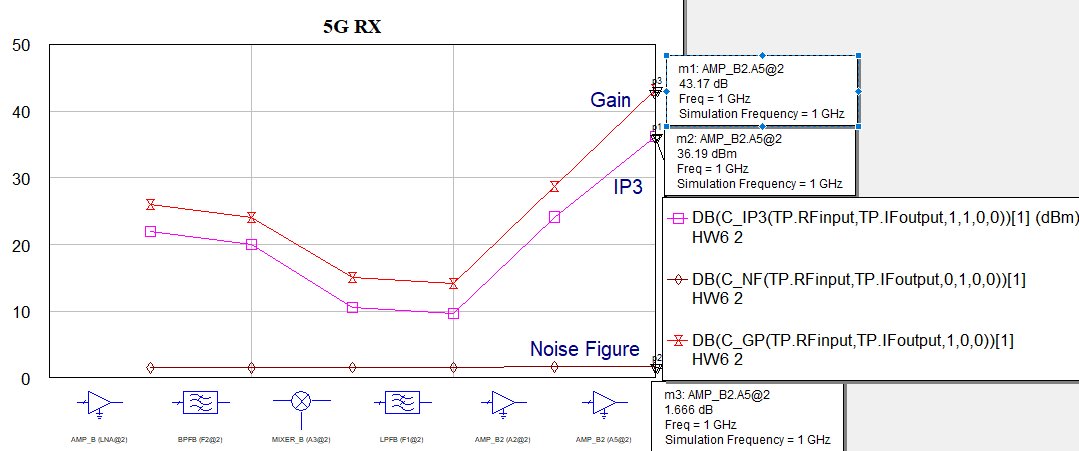 5G RX
50
40
30
20
10
0
Gain
IP3
Noise Figure
p3
p1
p2
m1: AMP_B2.A5@2
43.17 dB
Freq = 1 GHz
Simulation Frequency = 1 GHz
m2: AMP_B2.A5@2
36.19 dBm
Freq = 1 GHz
Simulation Frequency = 1 GHz
DB(C_IP3(TP.RFinput,TP.IFoutput,1,1,0,0))[1] (dBm)
HW6 2
DB(C_NF(TP.RFinput,TP.IFoutput,0,1,0,0))[1]
HW6 2
DB(C_GP(TP.RFinput,TP.IFoutput,1,0,0))[1]
HW6 2
m3: AMP_B2.A5@2
1.666 dB
Freq = 1 GHz
Simulation Frequency = 1 GHz
AMP_B (LNA@2)
BPFB (F2@2)
MIXER_B (A3@2)
LPFB (F1@2)
AMP_B2 (A2@2)
AMP_B2 (A5@2)